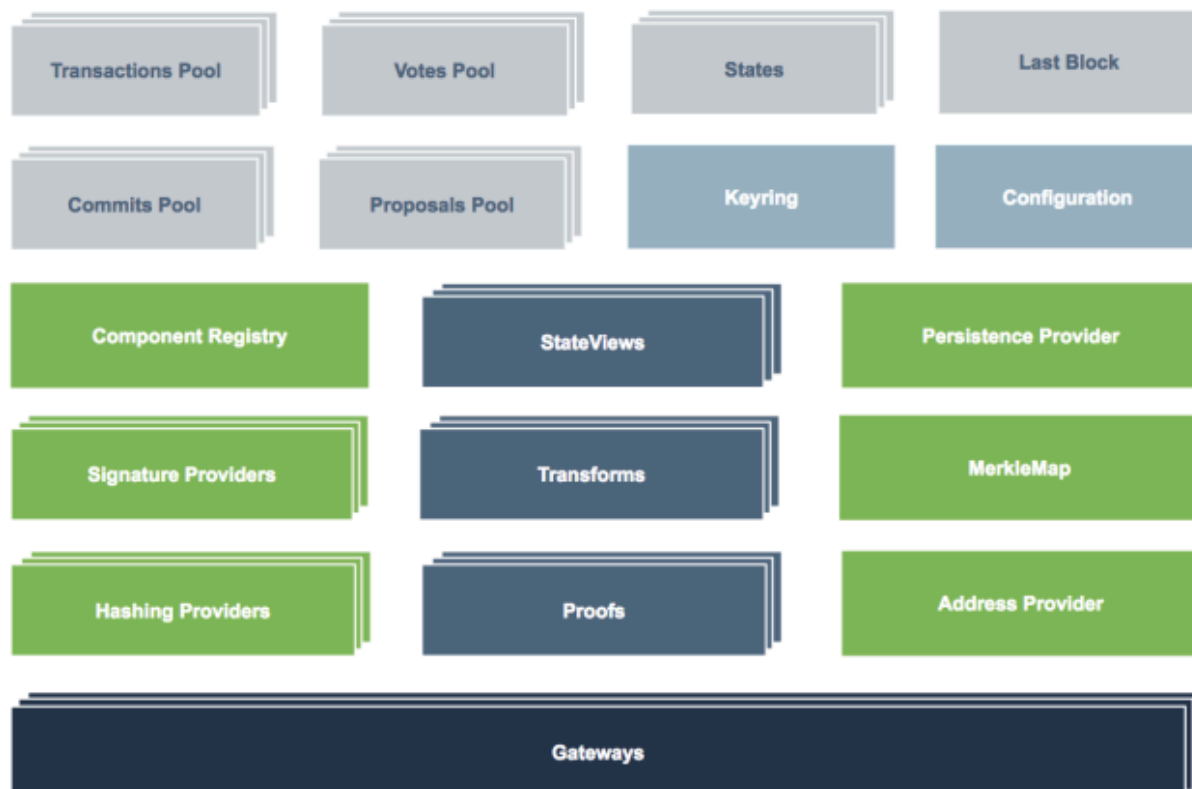 Transactions Pool
Votes Pool
States
Last Block
Commits Pool
Proposals Pool
Keyring
Configuration
Component Registry
StateViews
Persistence Provider
Signature Providers
Transforms
MerkleMap
Hashing Providers
Proofs
Address Provider
Gateways